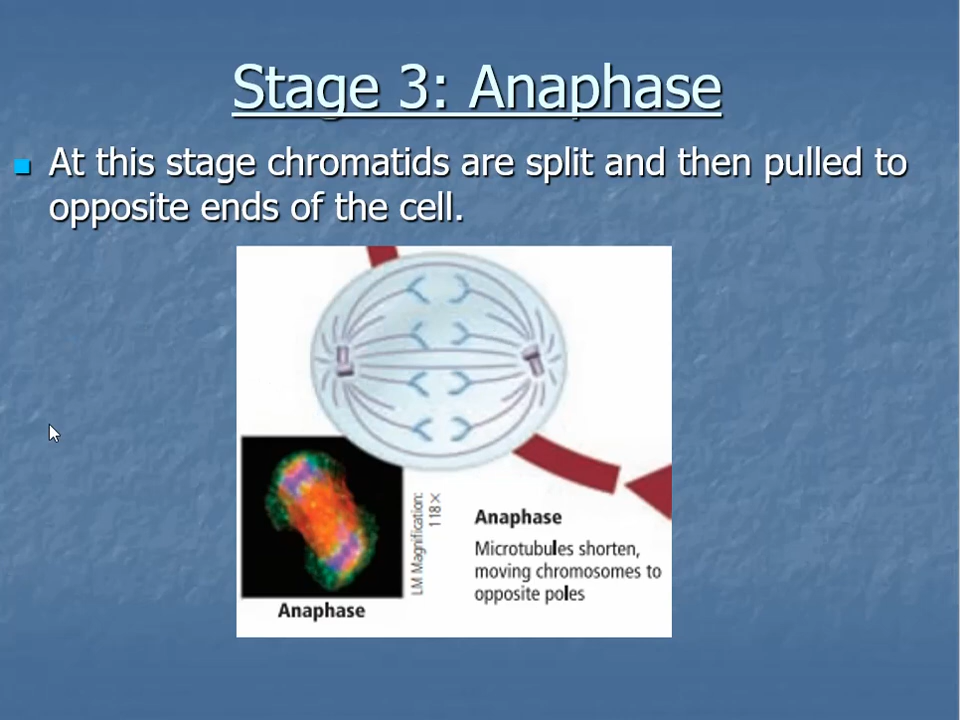 Stage 3: Anaphase
At this stage chromatids are split and then pulled to
opposite ends of the cell.
LM Magnification:
118×
Anaphase
Anaphase
Microtubules shorten,
moving chromosomes to
opposite poles